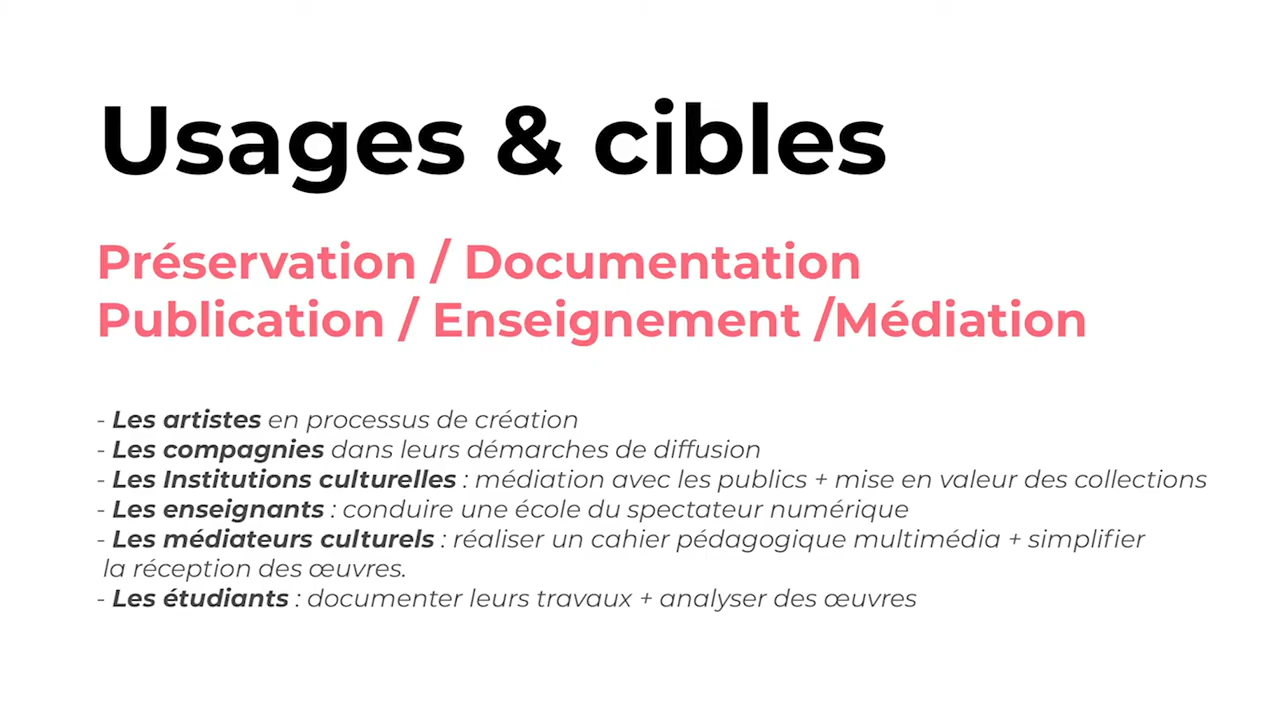 Usages & cibles
Préservation / Documentation
Publication / Enseignement /Médiation
- Les artistes en processus de création
- Les compagnies dans leurs démarches de diffusion
- Les Institutions culturelles : médiation avec les publics + mise en valeur des collections
- Les enseignants : conduire une école du spectateur numérique
- Les médiateurs culturels : réaliser un cahier pédagogique multimédia + simplifier
la réception des œuvres.
- Les étudiants : documenter leurs travaux + analyser des œuvres